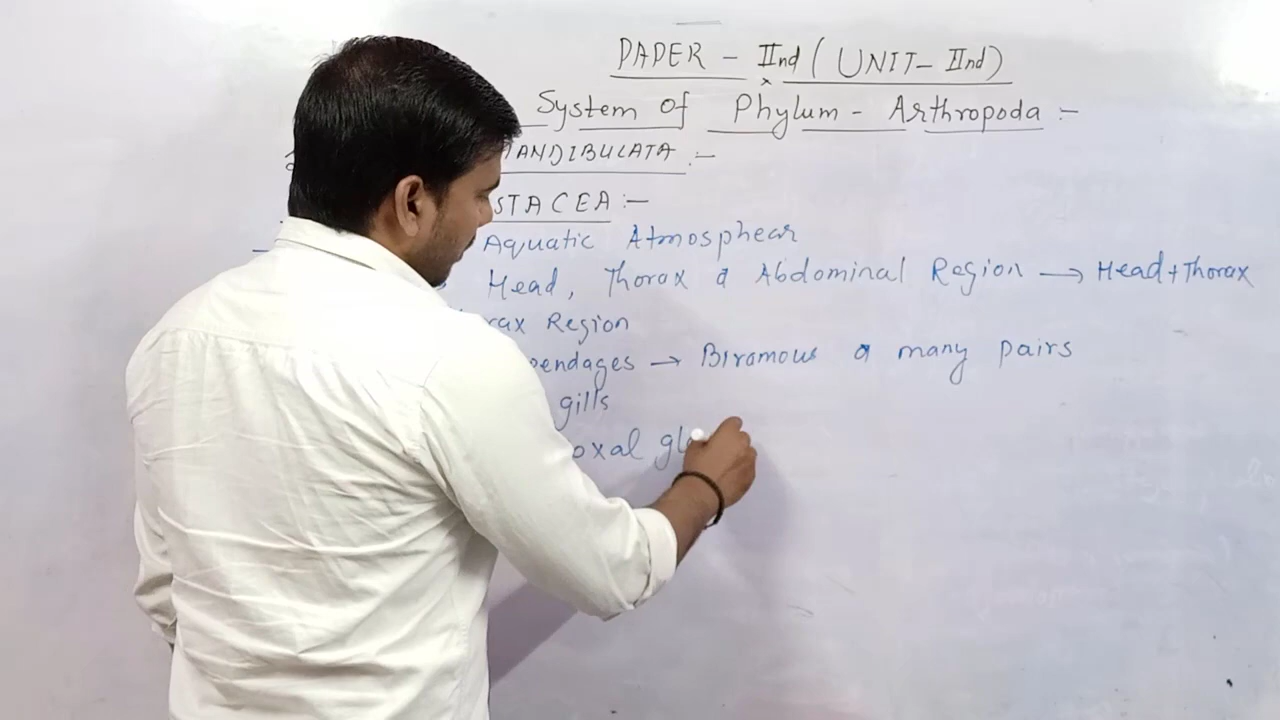 PAPER - IInd ( UNIT - IInd )
System of Phylum - Arthropoda :-
ANDIBULATA :-
STACEA :-
Aquatic Atmosphear
Head, Thorax & Abdominal Region → Head+Thorax
rax Region
pendages → Biramous & many pairs
gills
oxal gl